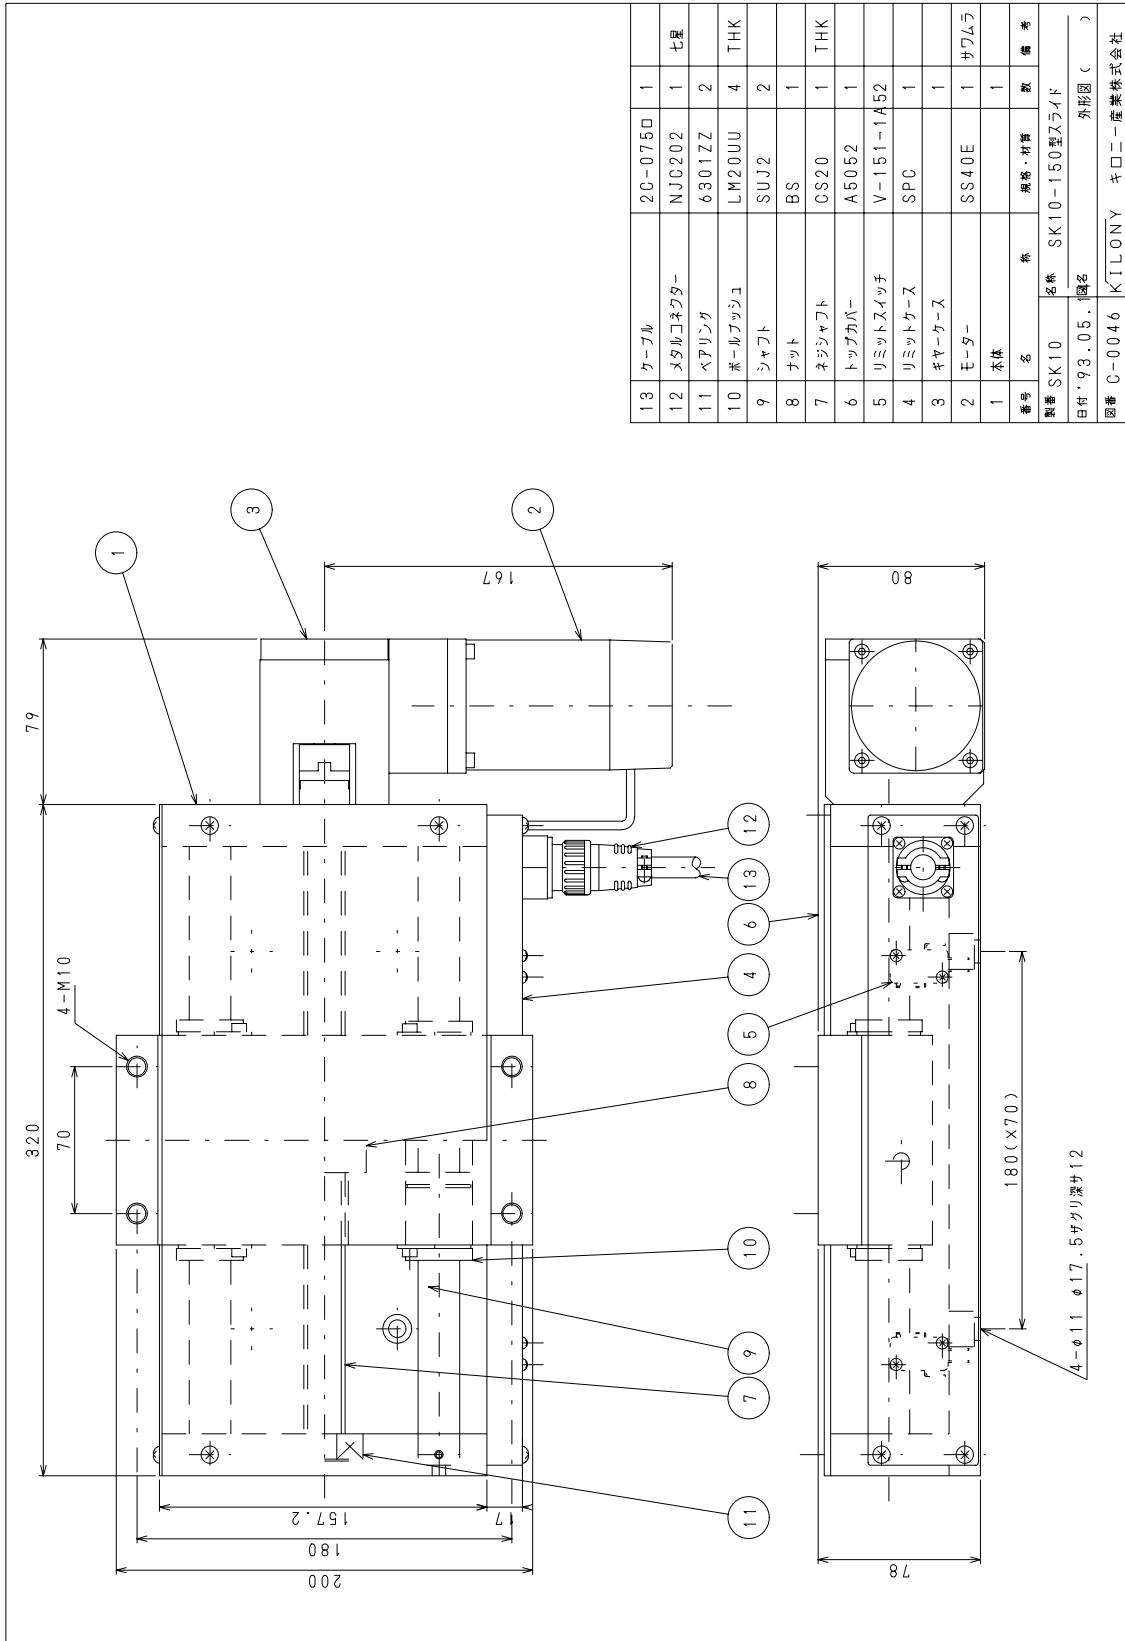 13 ケーブル 2C-075ロ 1
12 メタルコネクター NJC202 1 七星
11 ベアリング 6301ZZ 2
10 ボールブッシュ LM20UU 4 THK
9 シャフト SUJ2 2
8 ナット BS 1
7 ネジシャフト CS20 1 THK
6 トップカバー A5052 1
5 リミットスイッチ V-151-1A52
4 リミットケース SPC 1
3 ギヤーケース 1
2 モーター SS40E 1 サワムラ
1 本体 1
番号 名 称 規格・材質 数 備考
製番 SK10 名称 SK10-150型スライド
日付 '93.05.1 図名 外形図 ( )
図番 C-0046 KILONY キロニー産業株式会社
320
79
4-M10
70
1
3
2
167
157.2
17
180
200
12
13
6
4
5
8
10
9
7
11
80
180(X70)
78
4-φ11 φ17.5ザグリ深サ12